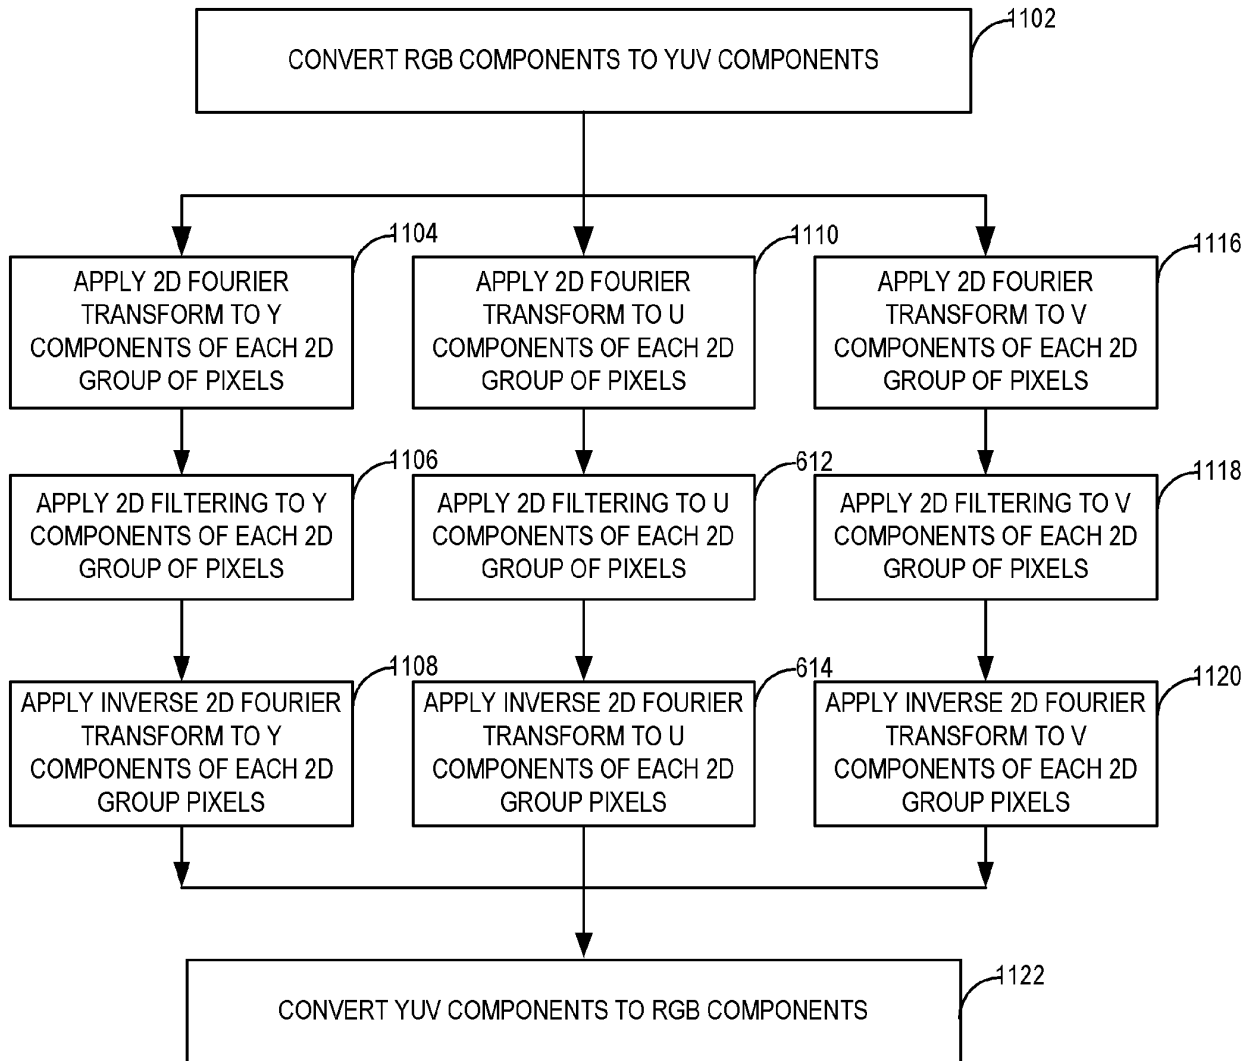 1102
CONVERT RGB COMPONENTS TO YUV COMPONENTS
1104
APPLY 2D FOURIER
TRANSFORM TO Y
COMPONENTS OF EACH 2D
GROUP OF PIXELS
1110
APPLY 2D FOURIER
TRANSFORM TO U
COMPONENTS OF EACH 2D
GROUP OF PIXELS
1116
APPLY 2D FOURIER
TRANSFORM TO V
COMPONENTS OF EACH 2D
GROUP OF PIXELS
1106
APPLY 2D FILTERING TO Y
COMPONENTS OF EACH 2D
GROUP OF PIXELS
612
APPLY 2D FILTERING TO U
COMPONENTS OF EACH 2D
GROUP OF PIXELS
1118
APPLY 2D FILTERING TO V
COMPONENTS OF EACH 2D
GROUP OF PIXELS
1108
APPLY INVERSE 2D FOURIER
TRANSFORM TO Y
COMPONENTS OF EACH 2D
GROUP PIXELS
614
APPLY INVERSE 2D FOURIER
TRANSFORM TO U
COMPONENTS OF EACH 2D
GROUP PIXELS
1120
APPLY INVERSE 2D FOURIER
TRANSFORM TO V
COMPONENTS OF EACH 2D
GROUP PIXELS
1122
CONVERT YUV COMPONENTS TO RGB COMPONENTS